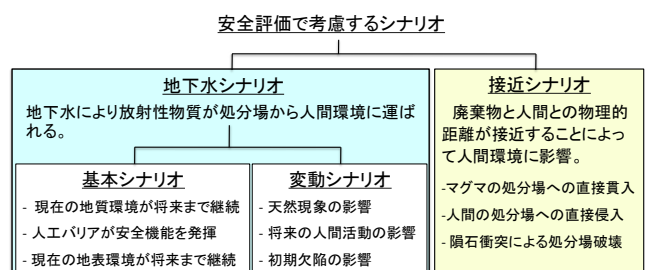 安全評価で考慮するシナリオ
地下水シナリオ
地下水により放射性物質が処分場から人間環境に運ば
れる。
基本シナリオ
- 現在の地質環境が将来まで継続
- 人工バリアが安全機能を発揮
- 現在の地表環境が将来まで継続
変動シナリオ
- 天然現象の影響
- 将来の人間活動の影響
- 初期欠陥の影響
接近シナリオ
廃棄物と人間との物理的
距離が接近することによっ
て人間環境に影響。
-マグマの処分場への直接貫入
-人間の処分場への直接侵入
- 隕石衝突による処分場破壊